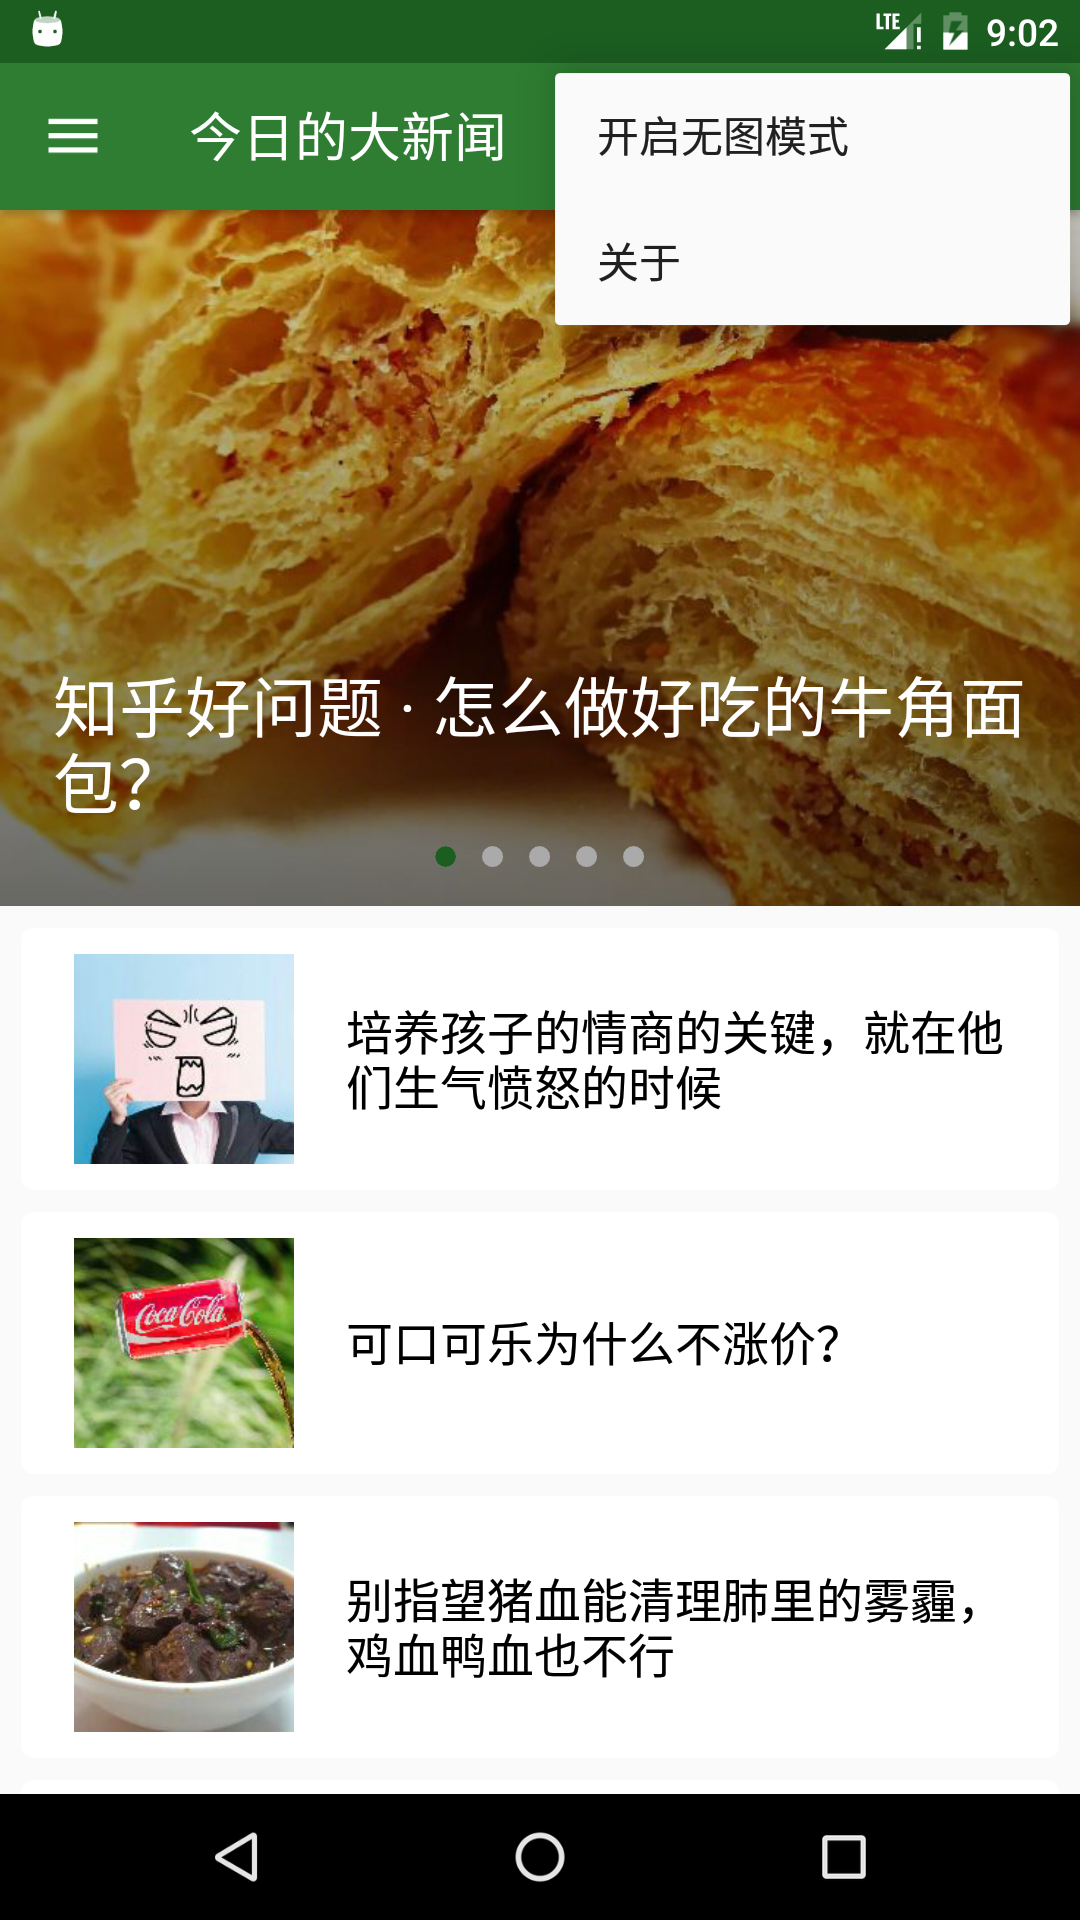 LTE 9:02
今日的大新闻
开启无图模式
关于
知乎好问题 · 怎么做好吃的牛角面
包？
培养孩子的情商的关键，就在他
们生气愤怒的时候
Coca-Cola
可口可乐为什么不涨价？
别指望猪血能清理肺里的雾霾，
鸡血鸭血也不行